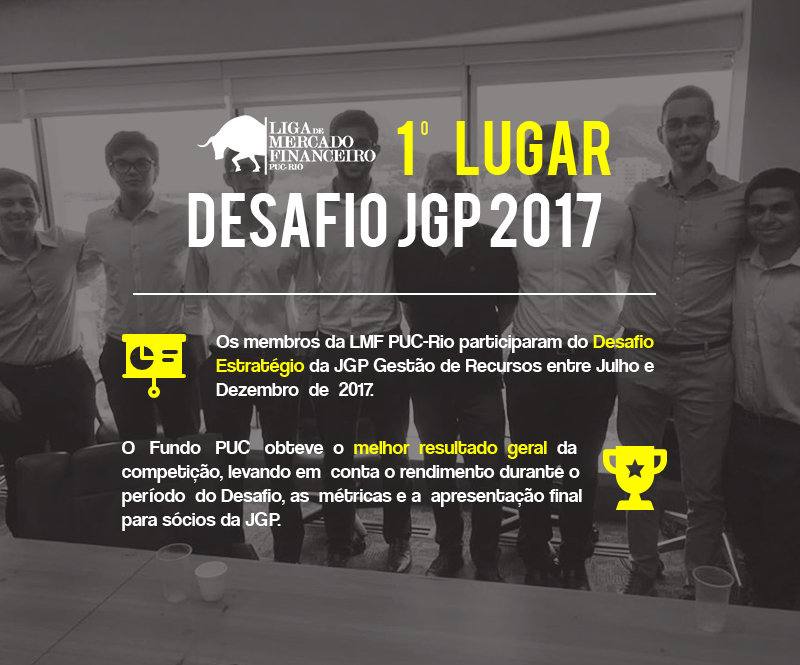 LIGA DE
MERCADO
FINANCEIRO
PUC-RIO
1º LUGAR
DESAFIO JGP 2017
Os membros da LMF PUC-Rio participaram do Desafio
Estratégio da JGP Gestão de Recursos entre Julho e
Dezembro de 2017.
O Fundo PUC obteve o melhor resultado geral da
competição, levando em conta o rendimento durante o
período do Desafio, as métricas e a apresentação final
para sócios da JGP.